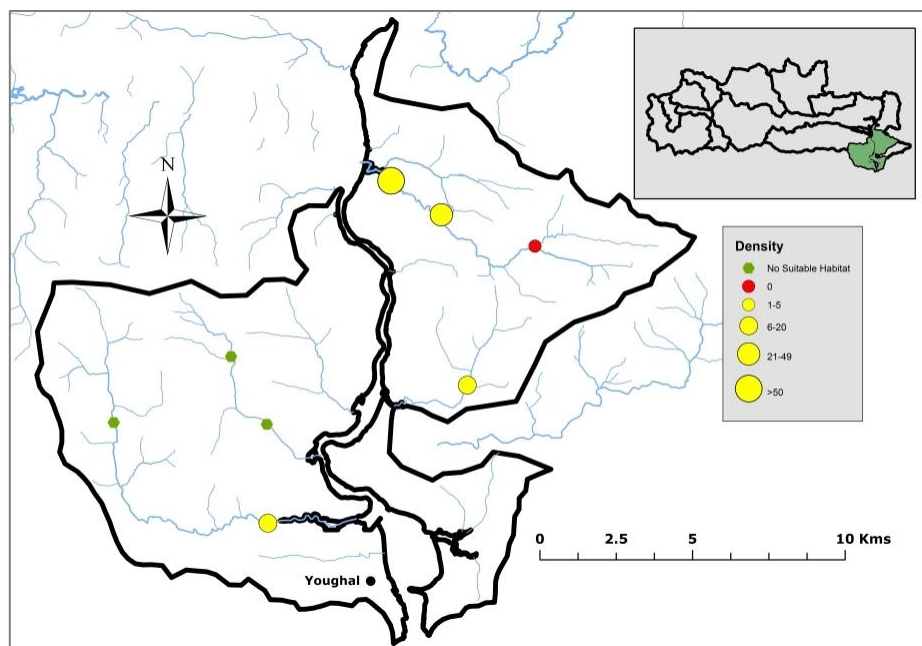 N
Density
No Suitable Habitat
0
1-5
6-20
21-49
>50
0 2.5 5 10 Kms
Youghal